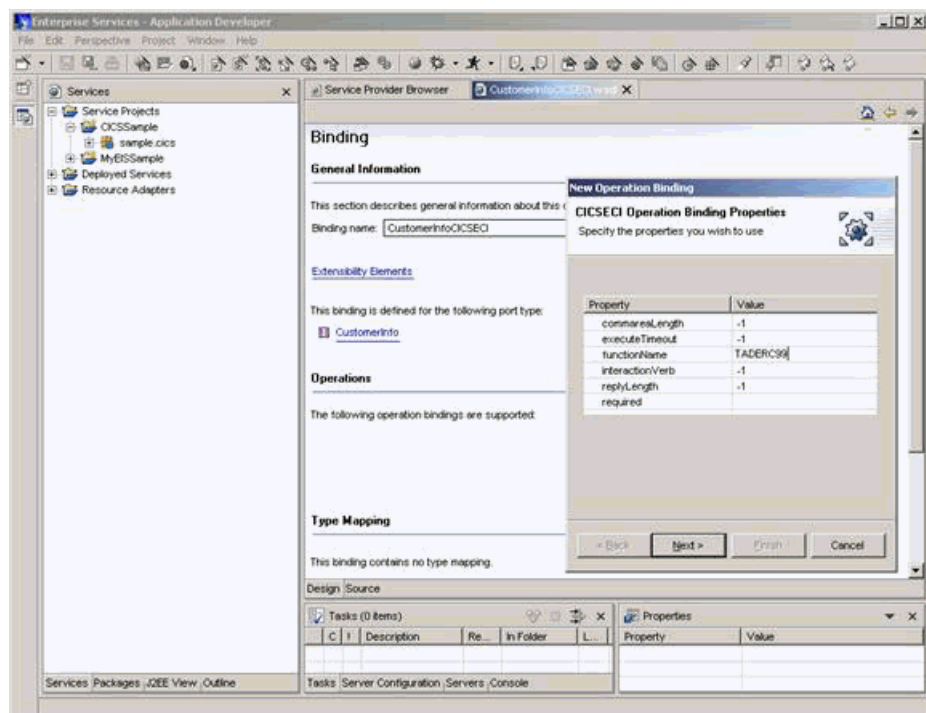 Enterprise Services - Application Developer
File Edit Perspective Project Window Help
Services
Service Projects
CICSSample
sample.cics
MyEISSample
Deployed Services
Resource Adapters
Services Packages J2EE View Outline
Service Provider Browser
CustomerInfoCICSECI.wsdl
Binding
General Information
This section describes general information about this
Binding name: CustomerInfoCICSECI
Extensibility Elements
This binding is defined for the following port type:
CustomerInfo
Operations
The following operation bindings are supported:
Type Mapping
This binding contains no type mapping.
Design Source
New Operation Binding
CICSECI Operation Binding Properties
Specify the properties you wish to use
Property Value
commareaLength -1
executeTimeout -1
functionName TADERC99
interactionVerb -1
replyLength -1
required
< Back Next > Finish Cancel
Tasks (0 items)
C ! Description Re... In Folder L...
Tasks Server Configuration Servers Console
Properties
Property Value